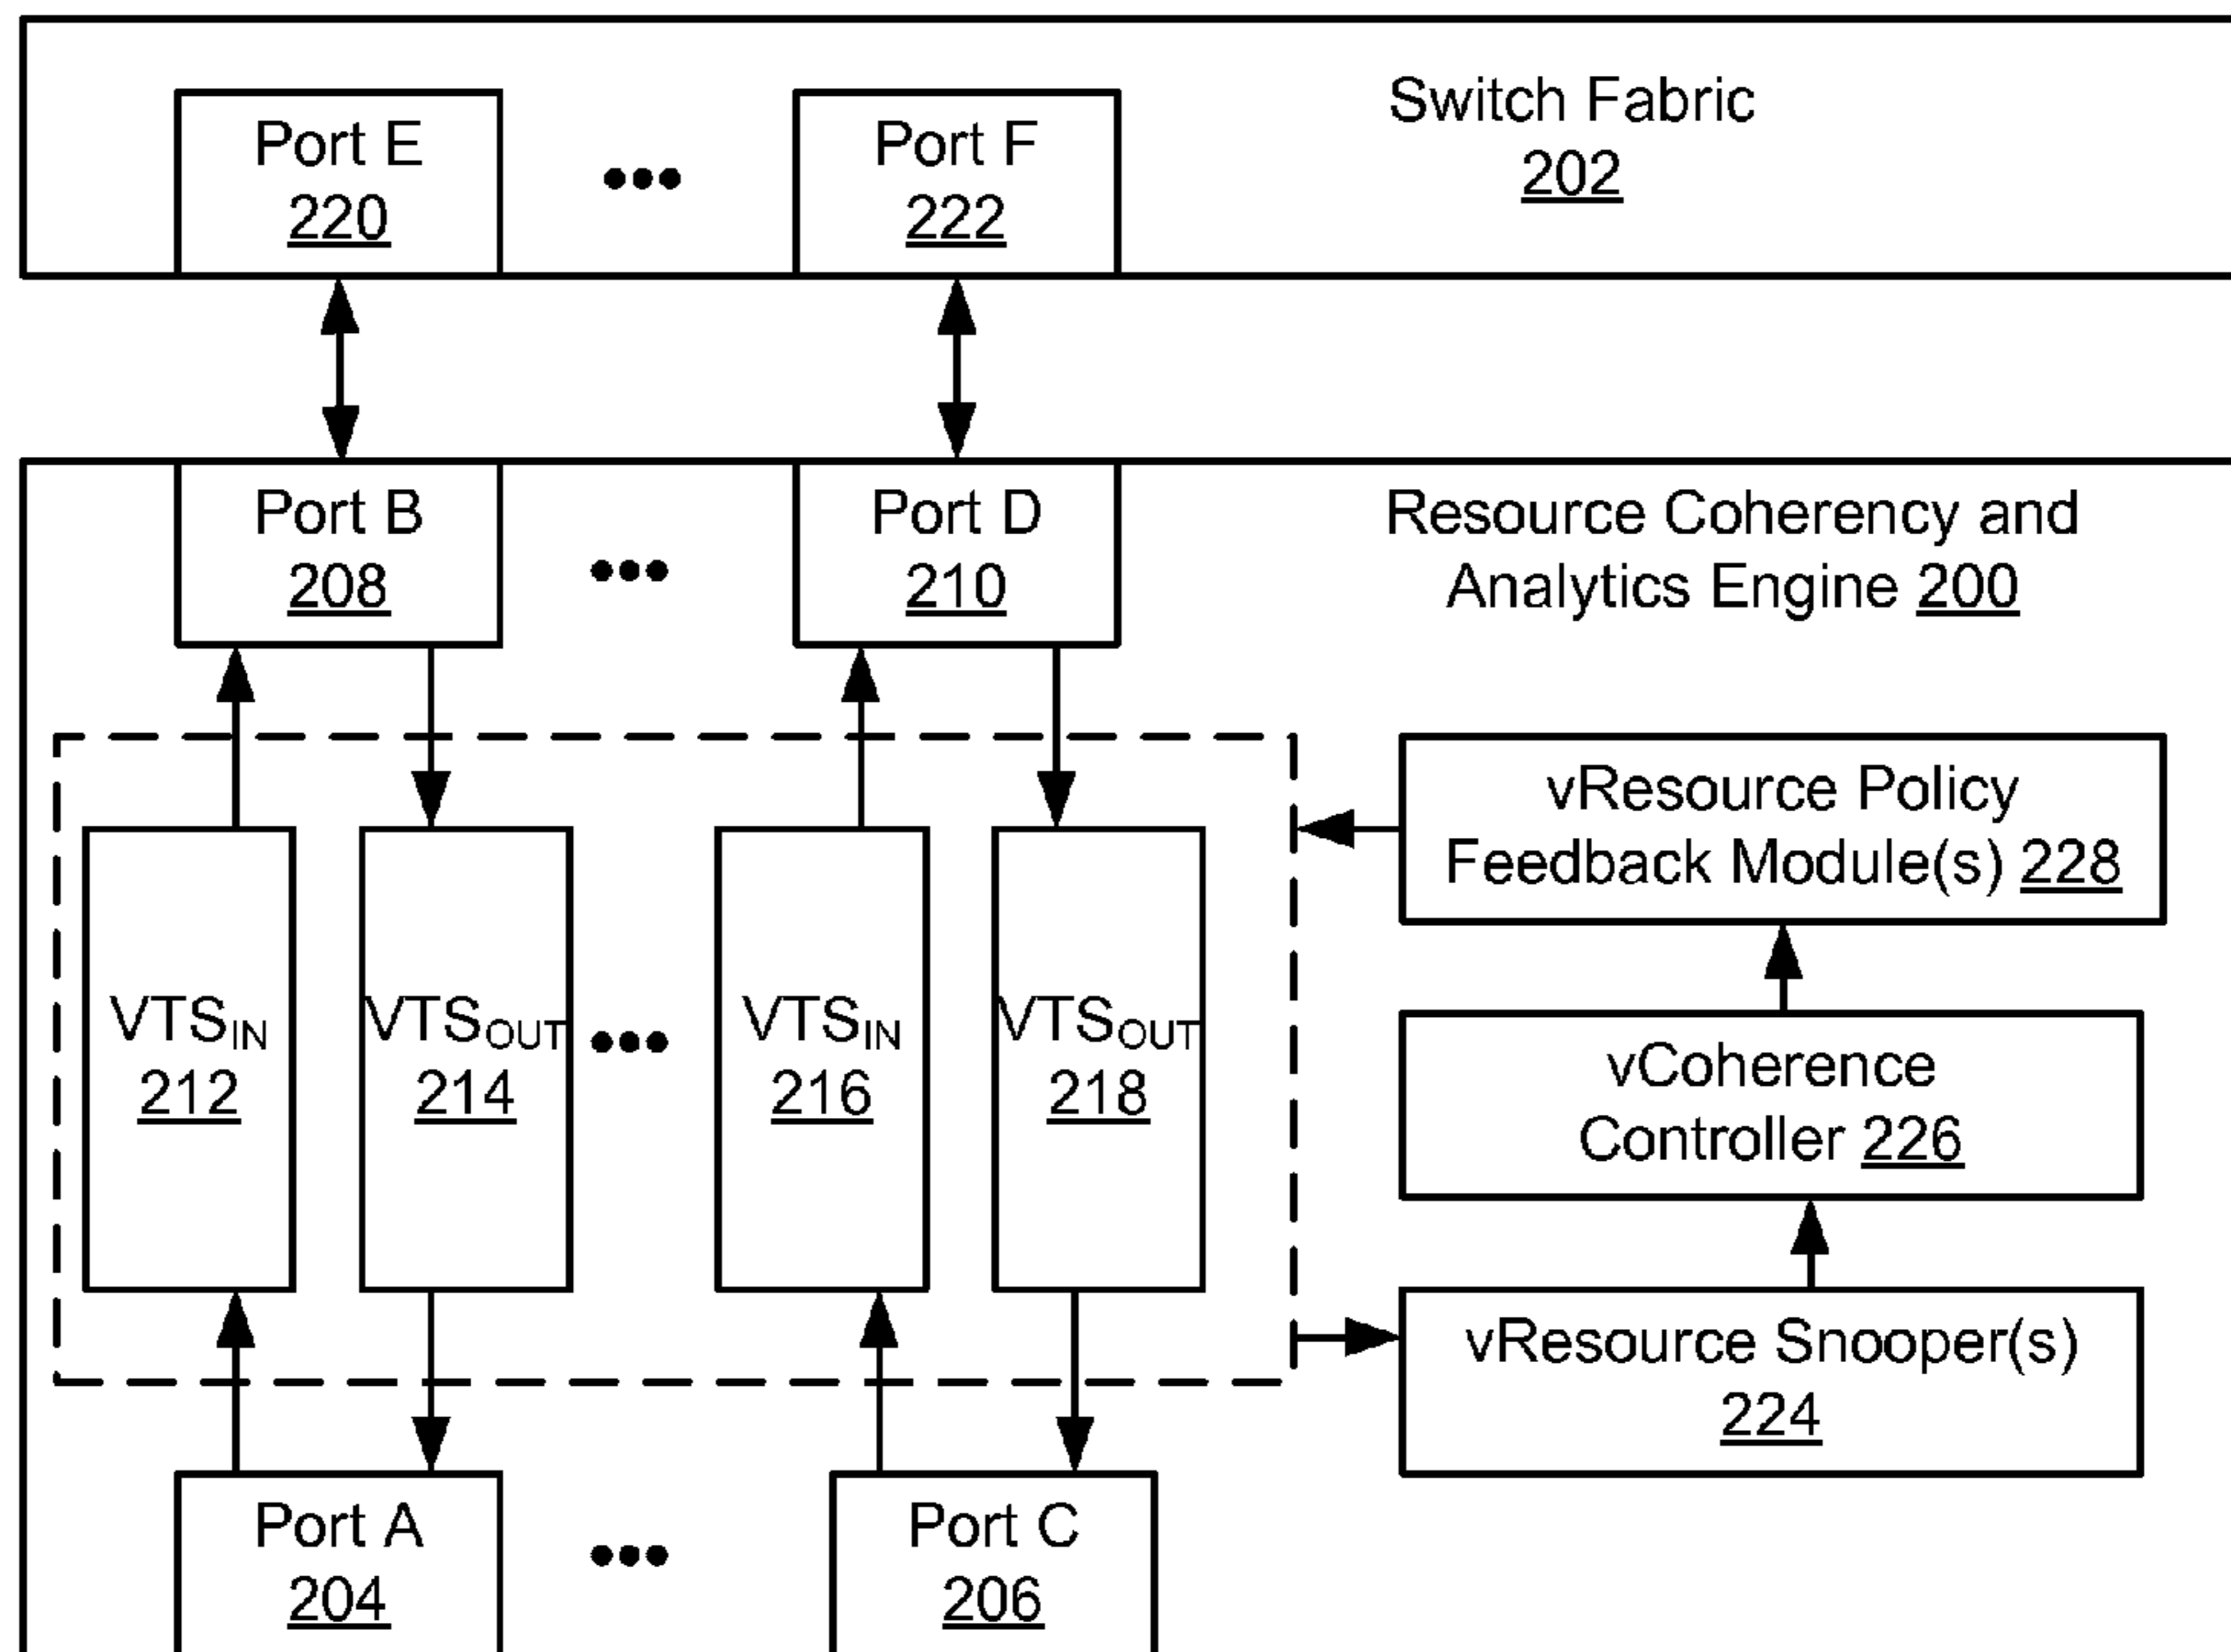 Switch Fabric
202
Port E
220
Port F
222
Port B
208
Port D
210
Resource Coherency and
Analytics Engine 200
vResource Policy
Feedback Module(s) 228
VTSIN
212
VTSOUT
214
VTSIN
216
VTSOUT
218
vCoherence
Controller 226
vResource Snooper(s)
224
Port A
204
Port C
206